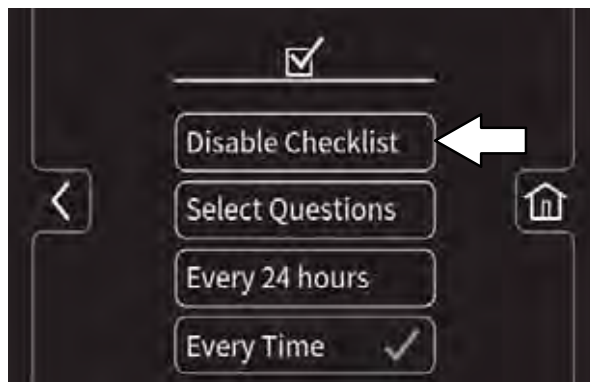 Disable Checklist
Select Questions
Every 24 hours
Every Time